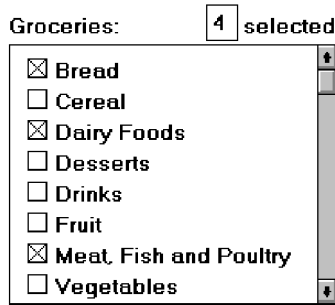 Groceries: 4 selected
Bread
Cereal
Dairy Foods
Desserts
Drinks
Fruit
Meat, Fish and Poultry
Vegetables